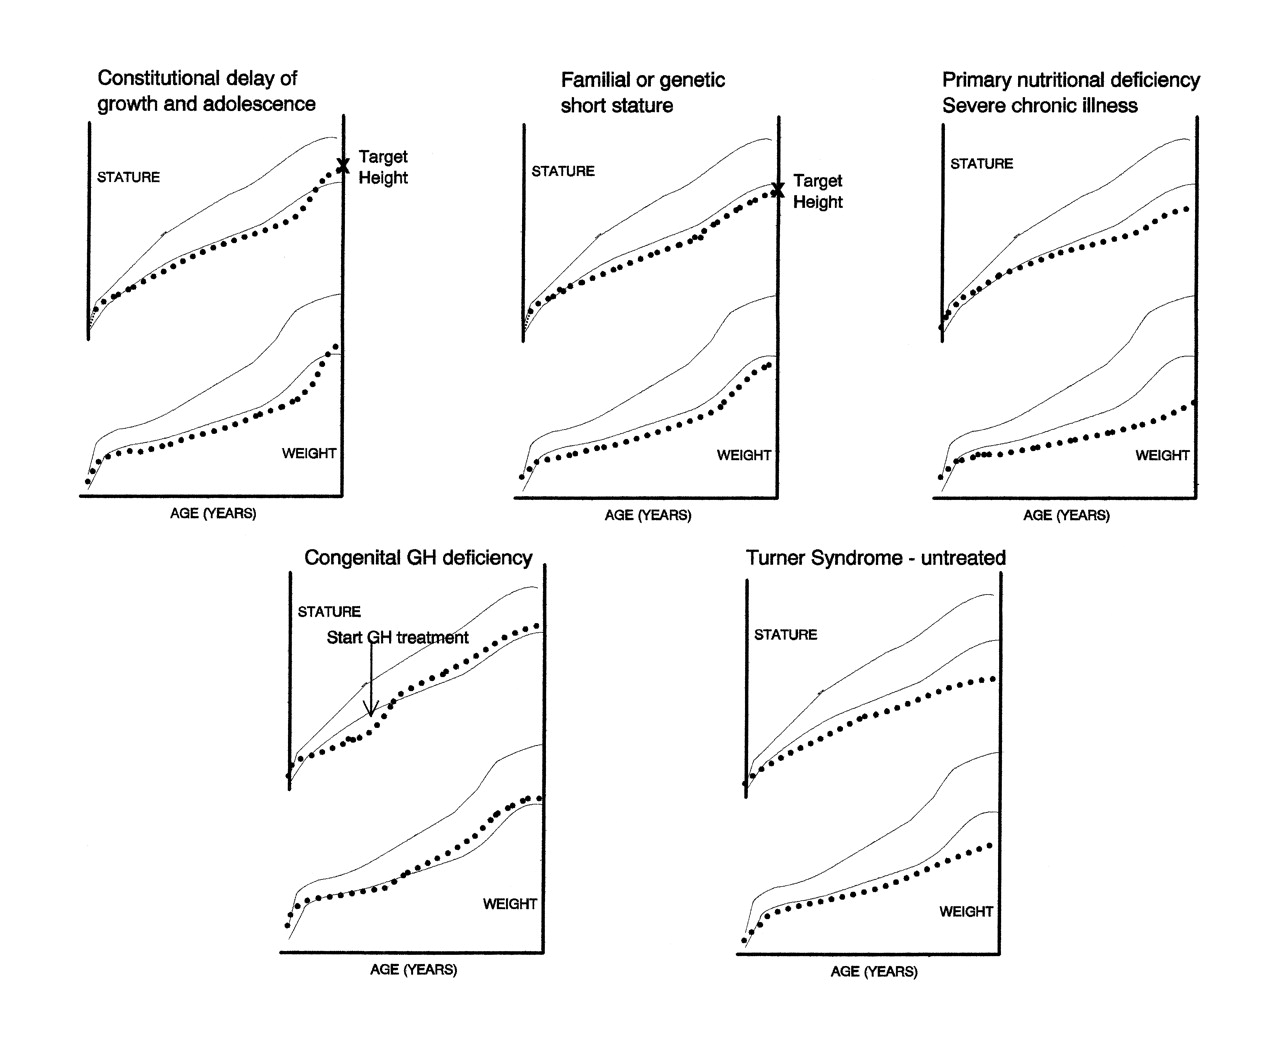 Constitutional delay of
growth and adolescence
STATURE
Target
Height
WEIGHT
AGE (YEARS)
Familial or genetic
short stature
STATURE
Target
Height
WEIGHT
AGE (YEARS)
Primary nutritional deficiency
Severe chronic illness
STATURE
WEIGHT
AGE (YEARS)
Congenital GH deficiency
STATURE
Start GH treatment
WEIGHT
AGE (YEARS)
Turner Syndrome - untreated
STATURE
WEIGHT
AGE (YEARS)